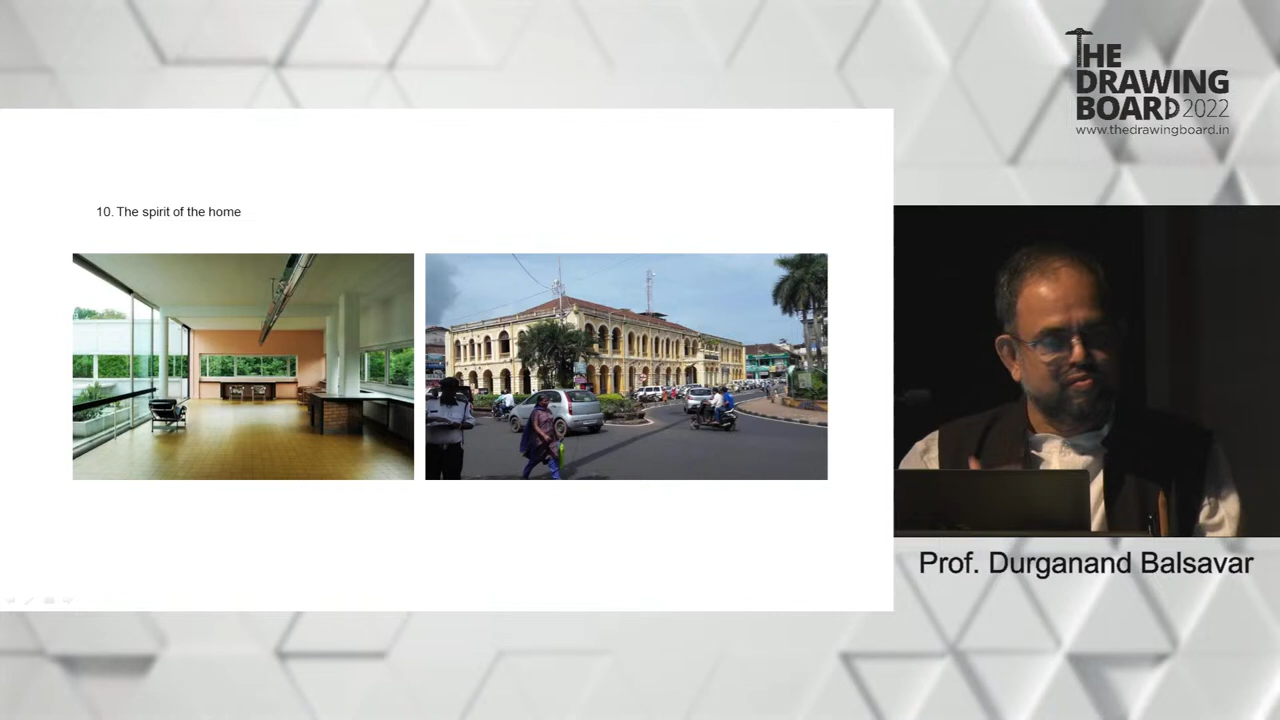 THE
DRAWING
BOARD 2022
www.thedrawingboard.in
10. The spirit of the home
Prof. Durganand Balsavar